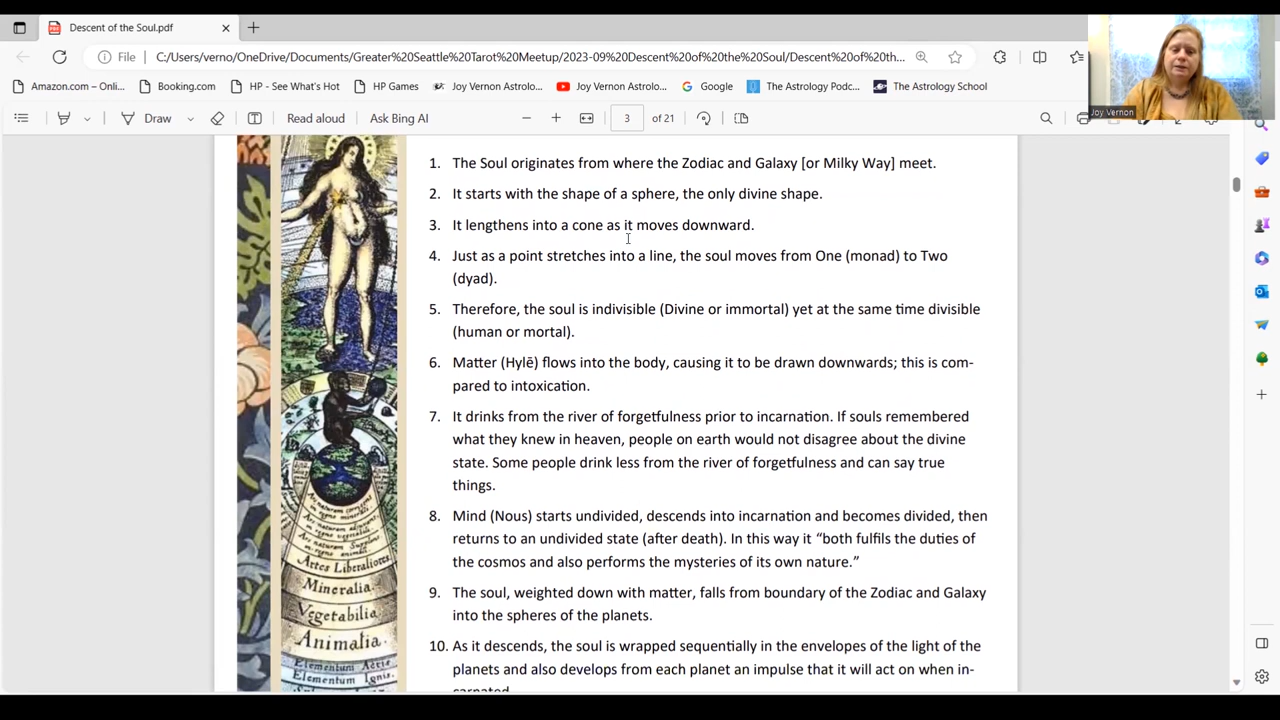 Descent of the Soul.pdf
File
C:/Users/verno/OneDrive/Documents/Greater%20Seattle%20Tarot%20Meetup/2023-09%20Descent%20of%20the%20Soul/Descent%20of%20th...
Amazon.com – Onli...
Booking.com
HP - See What's Hot
HP Games
Joy Vernon Astrolo...
Joy Vernon Astrolo...
Google
The Astrology Podc...
The Astrology School
Joy Vernon
Draw
Read aloud
Ask Bing AI
3
of 21
1. The Soul originates from where the Zodiac and Galaxy [or Milky Way] meet.
2. It starts with the shape of a sphere, the only divine shape.
3. It lengthens into a cone as it moves downward.
4. Just as a point stretches into a line, the soul moves from One (monad) to Two
(dyad).
5. Therefore, the soul is indivisible (Divine or immortal) yet at the same time divisible
(human or mortal).
6. Matter (Hylē) flows into the body, causing it to be drawn downwards; this is com-
pared to intoxication.
7. It drinks from the river of forgetfulness prior to incarnation. If souls remembered
what they knew in heaven, people on earth would not disagree about the divine
state. Some people drink less from the river of forgetfulness and can say true
things.
8. Mind (Nous) starts undivided, descends into incarnation and becomes divided, then
returns to an undivided state (after death). In this way it “both fulfils the duties of
the cosmos and also performs the mysteries of its own nature.”
9. The soul, weighted down with matter, falls from boundary of the Zodiac and Galaxy
into the spheres of the planets.
10. As it descends, the soul is wrapped sequentially in the envelopes of the light of the
planets and also develops from each planet an impulse that it will act on when in-
carnated.
Artes Liberaliores
Mineralia.
Vegetabilia
Animalia.
Elementum Ignis.